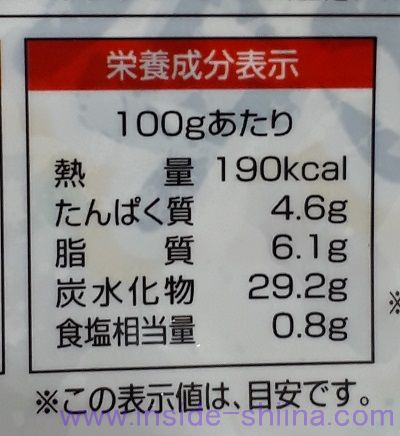 栄養成分表示
100gあたり
熱量 190kcal
たんぱく質 4.6g
脂質 6.1g
炭水化物 29.2g
食塩相当量 0.8g
※
※この表示値は、目安です。
www.inside-shiina.com